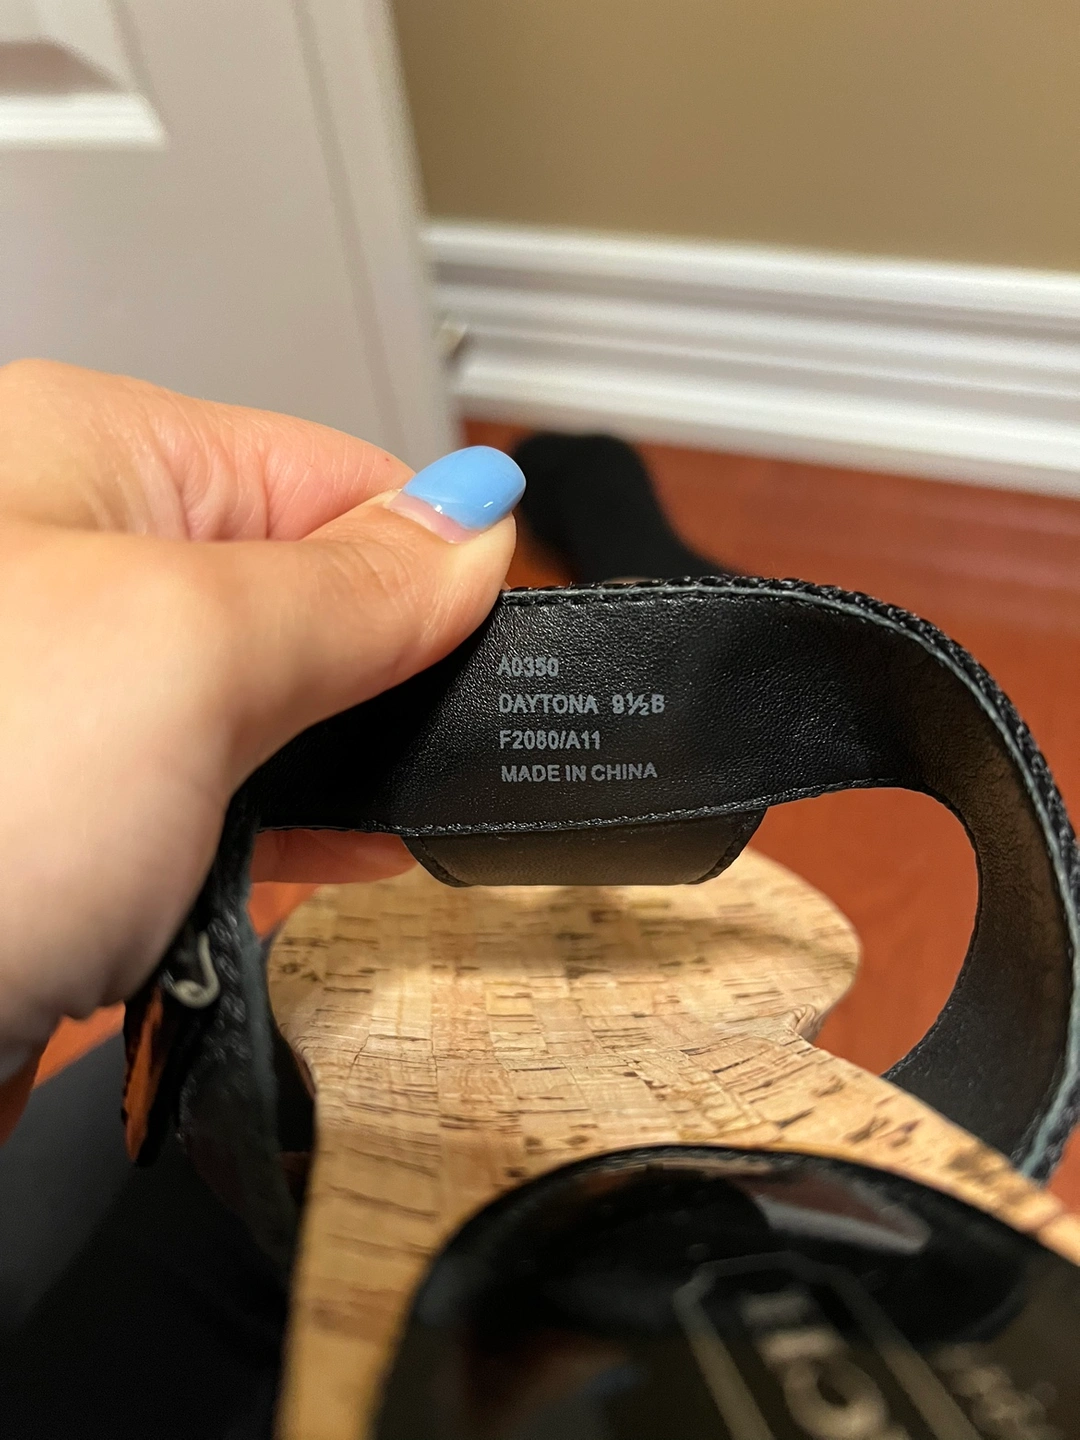 A0350
DAYTONA 9½B
F2080/A11
MADE IN CHINA